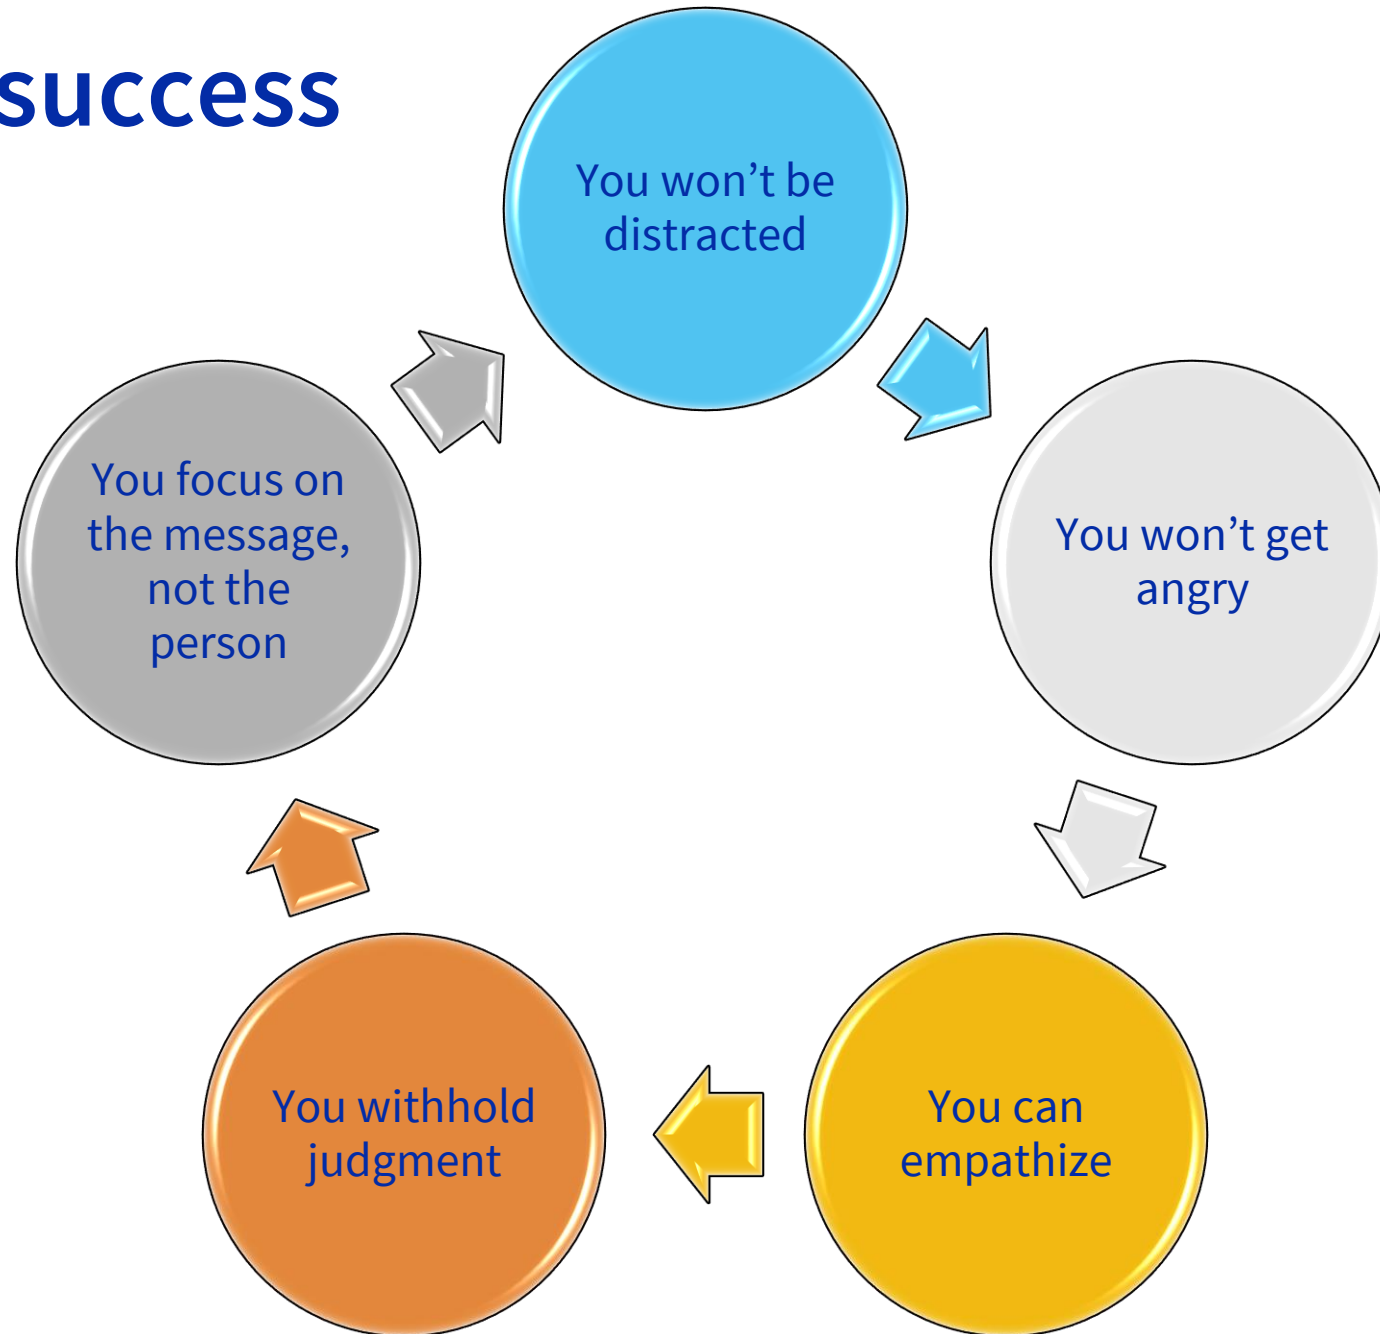 success
You won’t be
distracted
You won’t get
angry
You can
empathize
You withhold
judgment
You focus on
the message,
not the
person